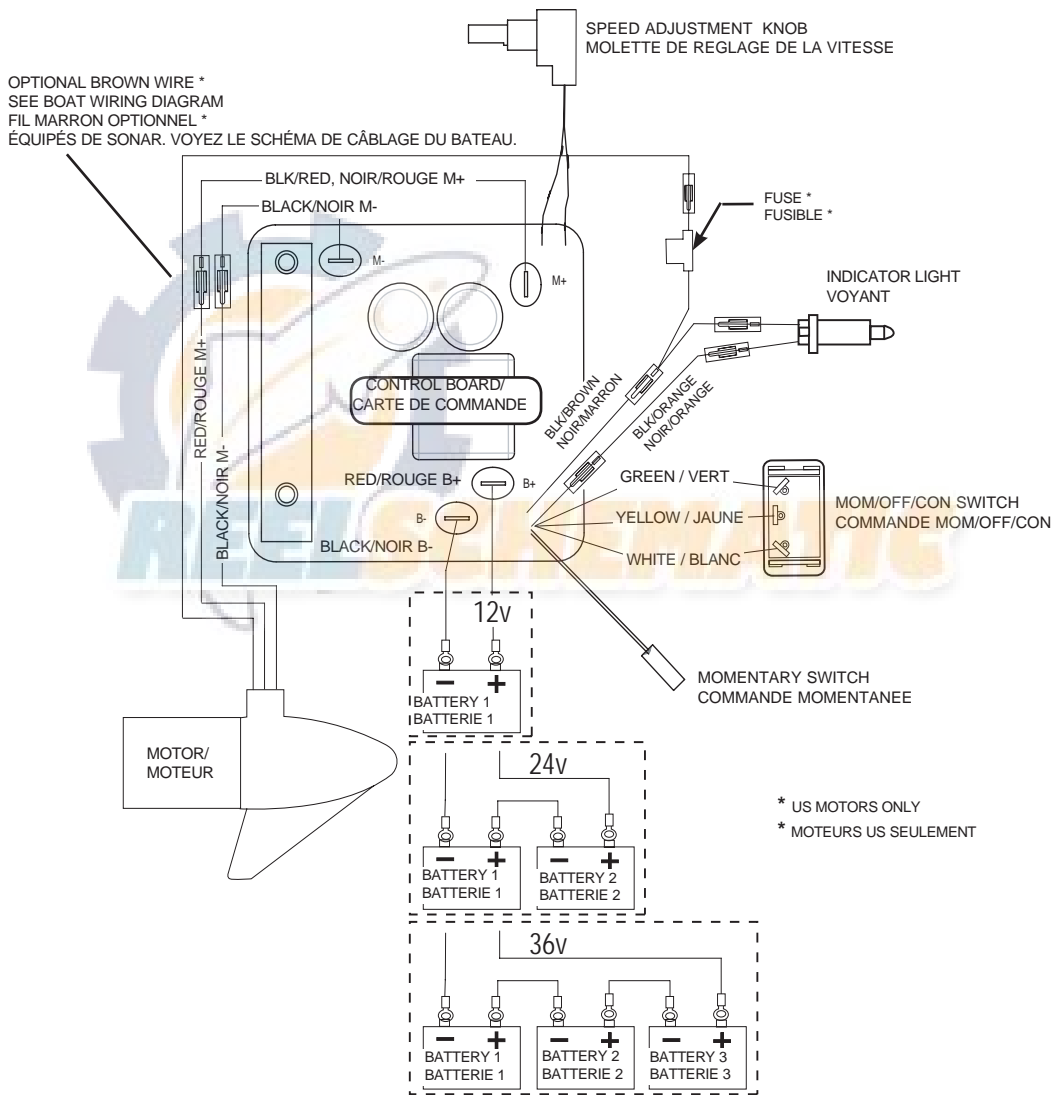 SPEED ADJUSTMENT KNOB
MOLETTE DE REGLAGE DE LA VITESSE
OPTIONAL BROWN WIRE *
SEE BOAT WIRING DIAGRAM
FIL MARRON OPTIONNEL *
ÉQUIPÉS DE SONAR. VOYEZ LE SCHÉMA DE CÂBLAGE DU BATEAU.
BLK/RED, NOIR/ROUGE M+
BLACK/NOIR M-
FUSE *
FUSIBLE *
M-
M+
INDICATOR LIGHT
VOYANT
RED/ROUGE M+
BLACK/NOIR M-
CONTROL BOARD/
CARTE DE COMMANDE
BLK/BROWN
NOIR/MARRON
BLK/ORANGE
NOIR/ORANGE
RED/ROUGE B+
B+
B-
BLACK/NOIR B-
GREEN / VERT
YELLOW / JAUNE
WHITE / BLANC
MOM/OFF/CON SWITCH
COMMANDE MOM/OFF/CON
REELSCHEMATIC
MOMENTARY SWITCH
COMMANDE MOMENTANEE
12v
- +
BATTERY 1
BATTERIE 1
MOTOR/
MOTEUR
24v
- + - +
BATTERY 1
BATTERIE 1
BATTERY 2
BATTERIE 2
* US MOTORS ONLY
* MOTEURS US SEULEMENT
36v
- + - + - +
BATTERY 1
BATTERIE 1
BATTERY 2
BATTERIE 2
BATTERY 3
BATTERIE 3